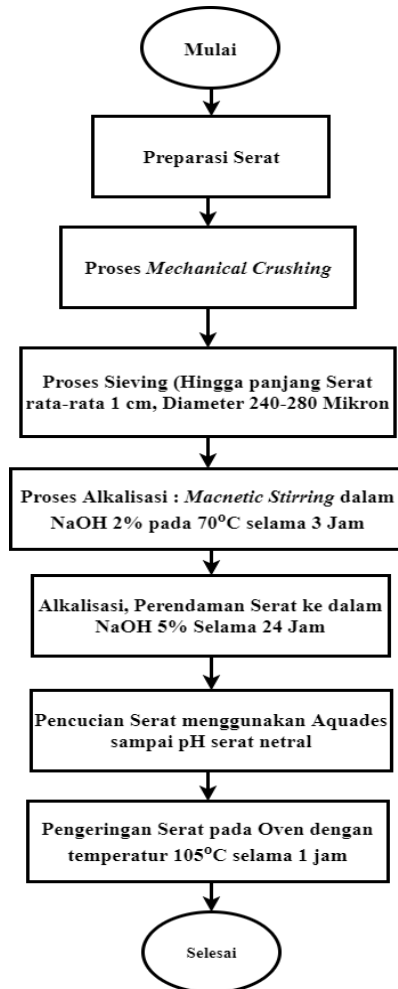 Mulai
Preparasi Serat
Proses Mechanical Crushing
Proses Sieving (Hingga panjang Serat
rata-rata 1 cm, Diameter 240-280 Mikron
Proses Alkalisasi : Macnetic Stirring dalam
NaOH 2% pada 70°C selama 3 Jam
Alkalisasi, Perendaman Serat ke dalam
NaOH 5% Selama 24 Jam
Pencucian Serat menggunakan Aquades
sampai pH serat netral
Pengeringan Serat pada Oven dengan
temperatur 105°C selama 1 jam
Selesai